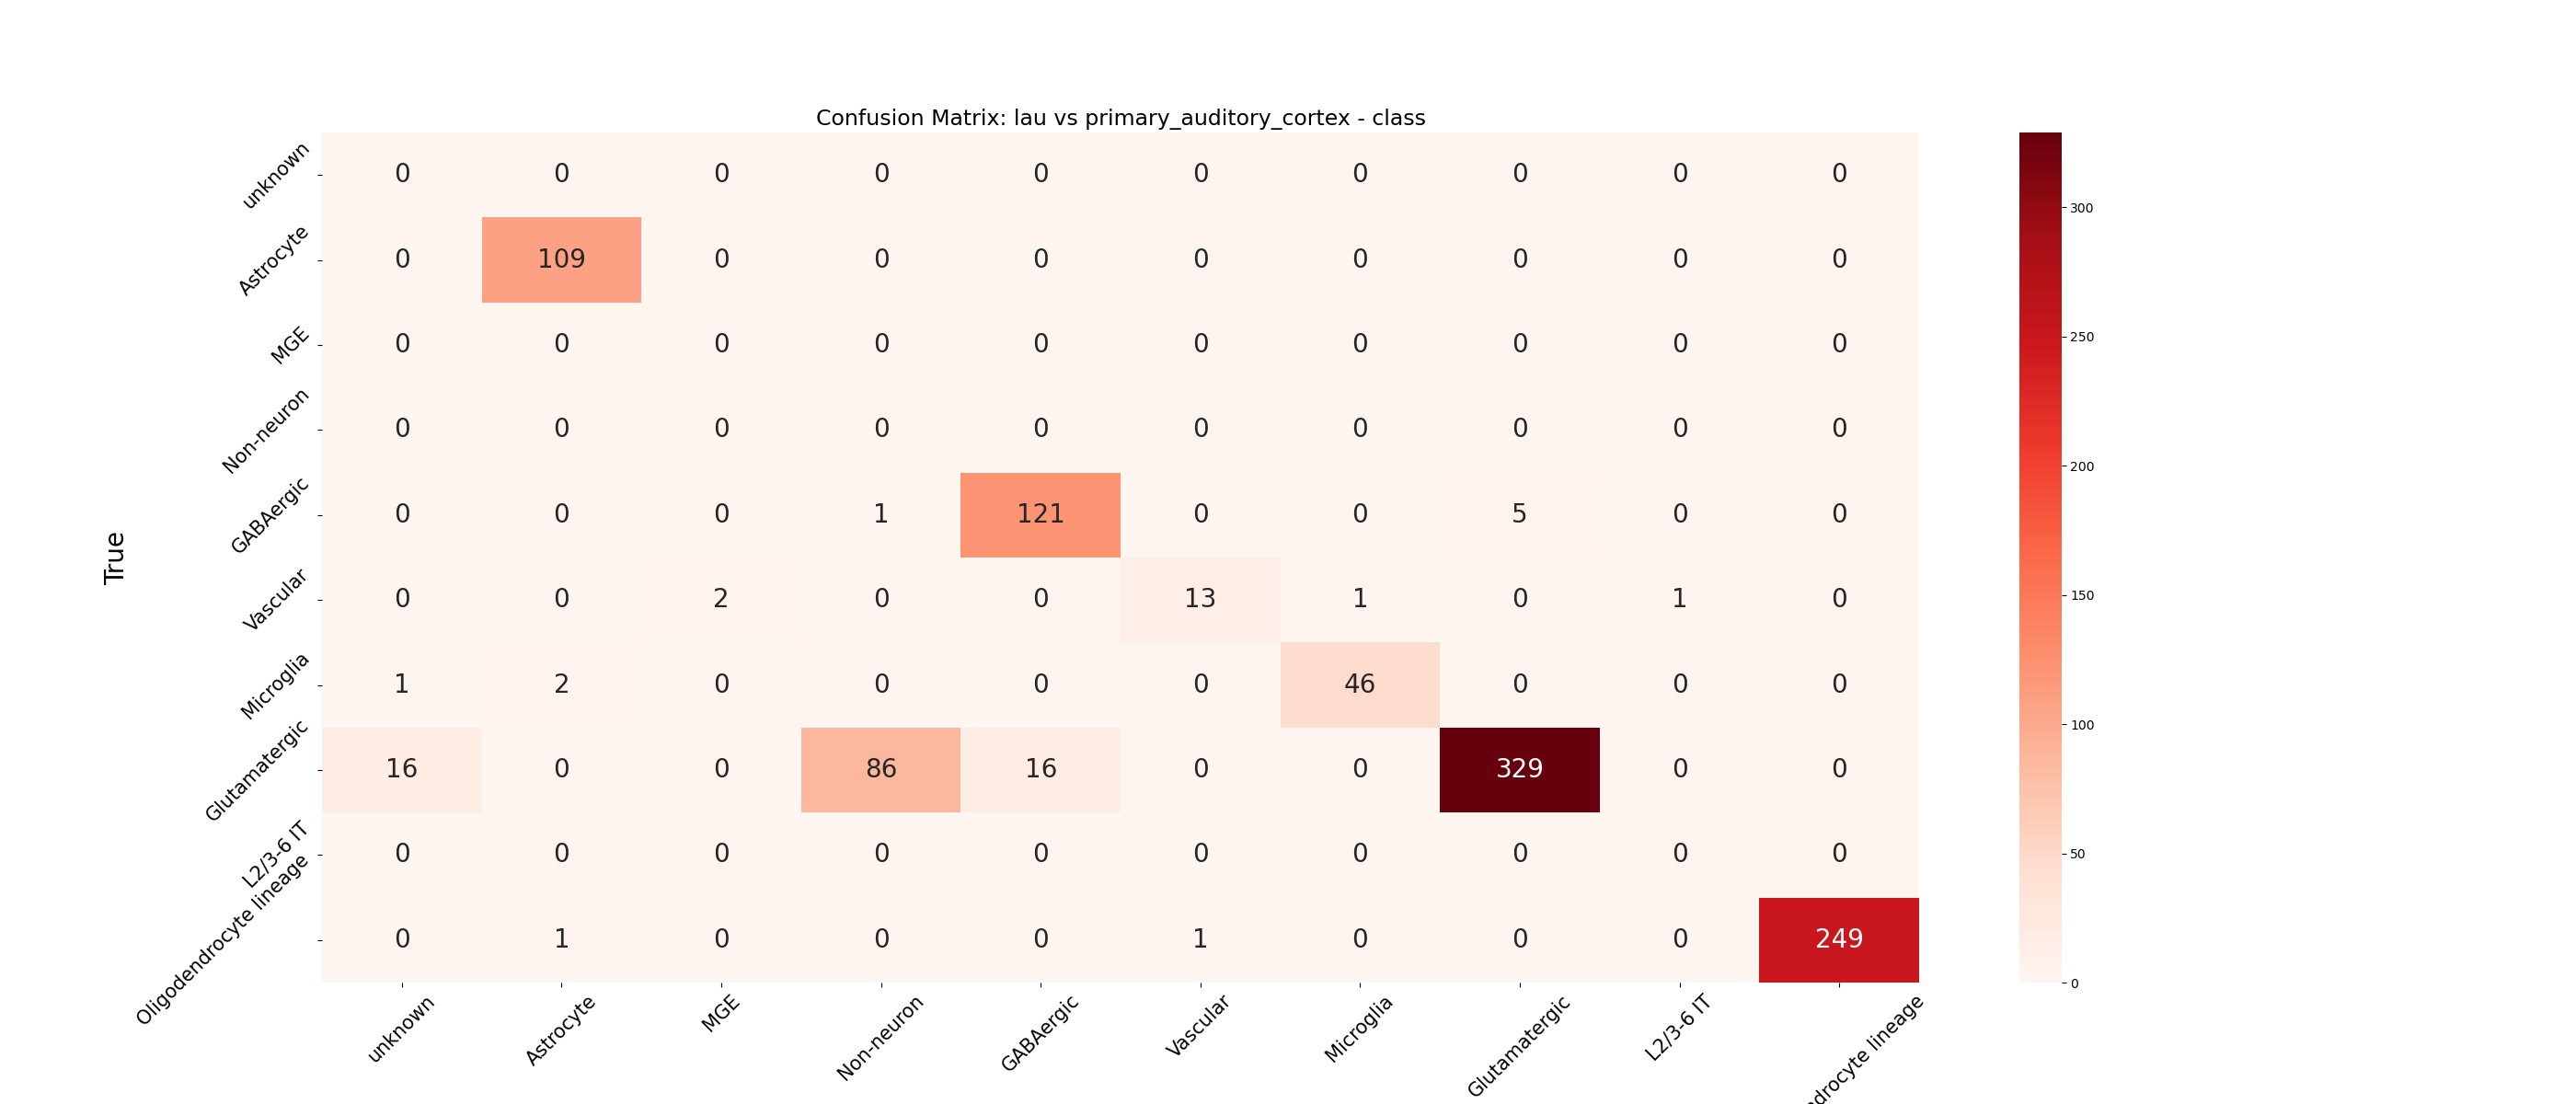 Confusion Matrix: lau vs primary_auditory_cortex - class
True
unknown 0 0 0 0 0 0 0 0 0 0
Astrocyte 0 109 0 0 0 0 0 0 0 0
MGE 0 0 0 0 0 0 0 0 0 0
Non-neuron 0 0 0 0 0 0 0 0 0 0
GABAergic 0 0 0 1 121 0 0 5 0 0
Vascular 0 0 2 0 0 13 1 0 1 0
Microglia 1 2 0 0 0 0 46 0 0 0
Glutamatergic 16 0 0 86 16 0 0 329 0 0
L2/3-6 IT 0 0 0 0 0 0 0 0 0 0
Oligodendrocyte lineage 0 1 0 0 0 1 0 0 0 249
unknown Astrocyte MGE Non-neuron GABAergic Vascular Microglia Glutamatergic L2/3-6 IT lineage
300
250
200
150
100
50
0